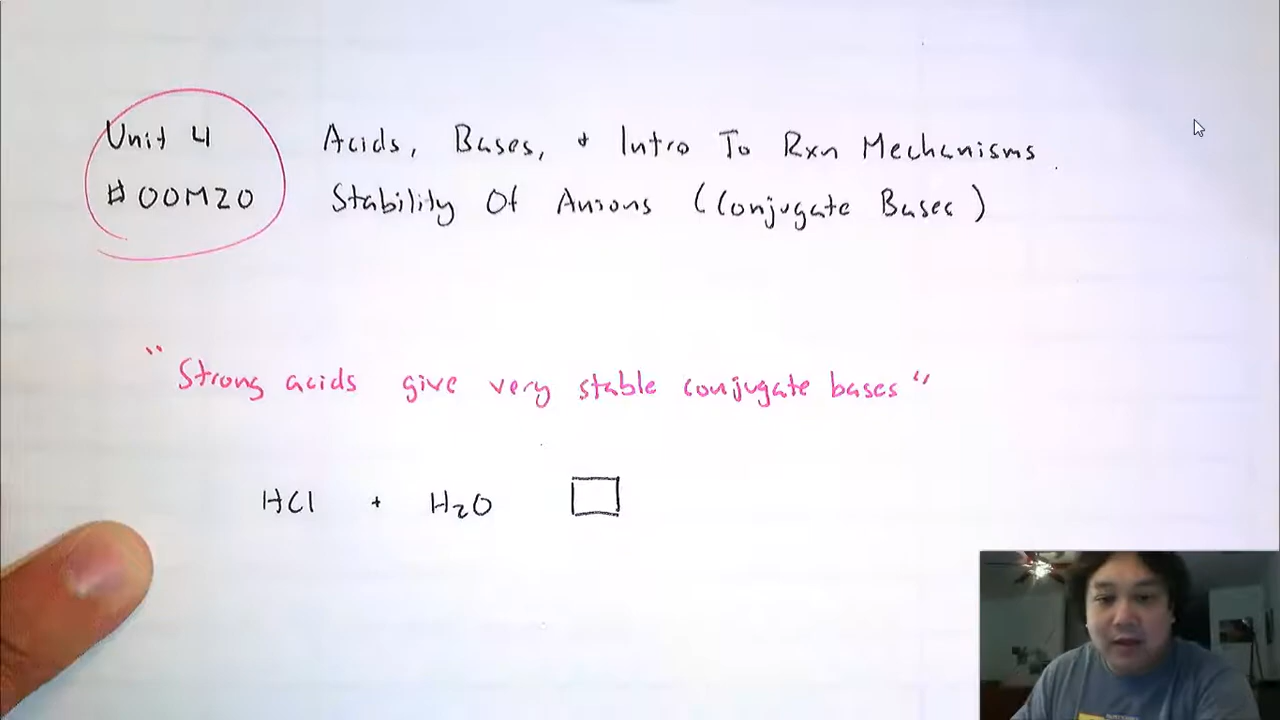 Unit 4 Acids, Bases, + Intro To Rxn Mechanisms
#OOM20 Stability Of Anions (Conjugate Bases)
"Strong acids give very stable conjugate bases"
HCl + H2O